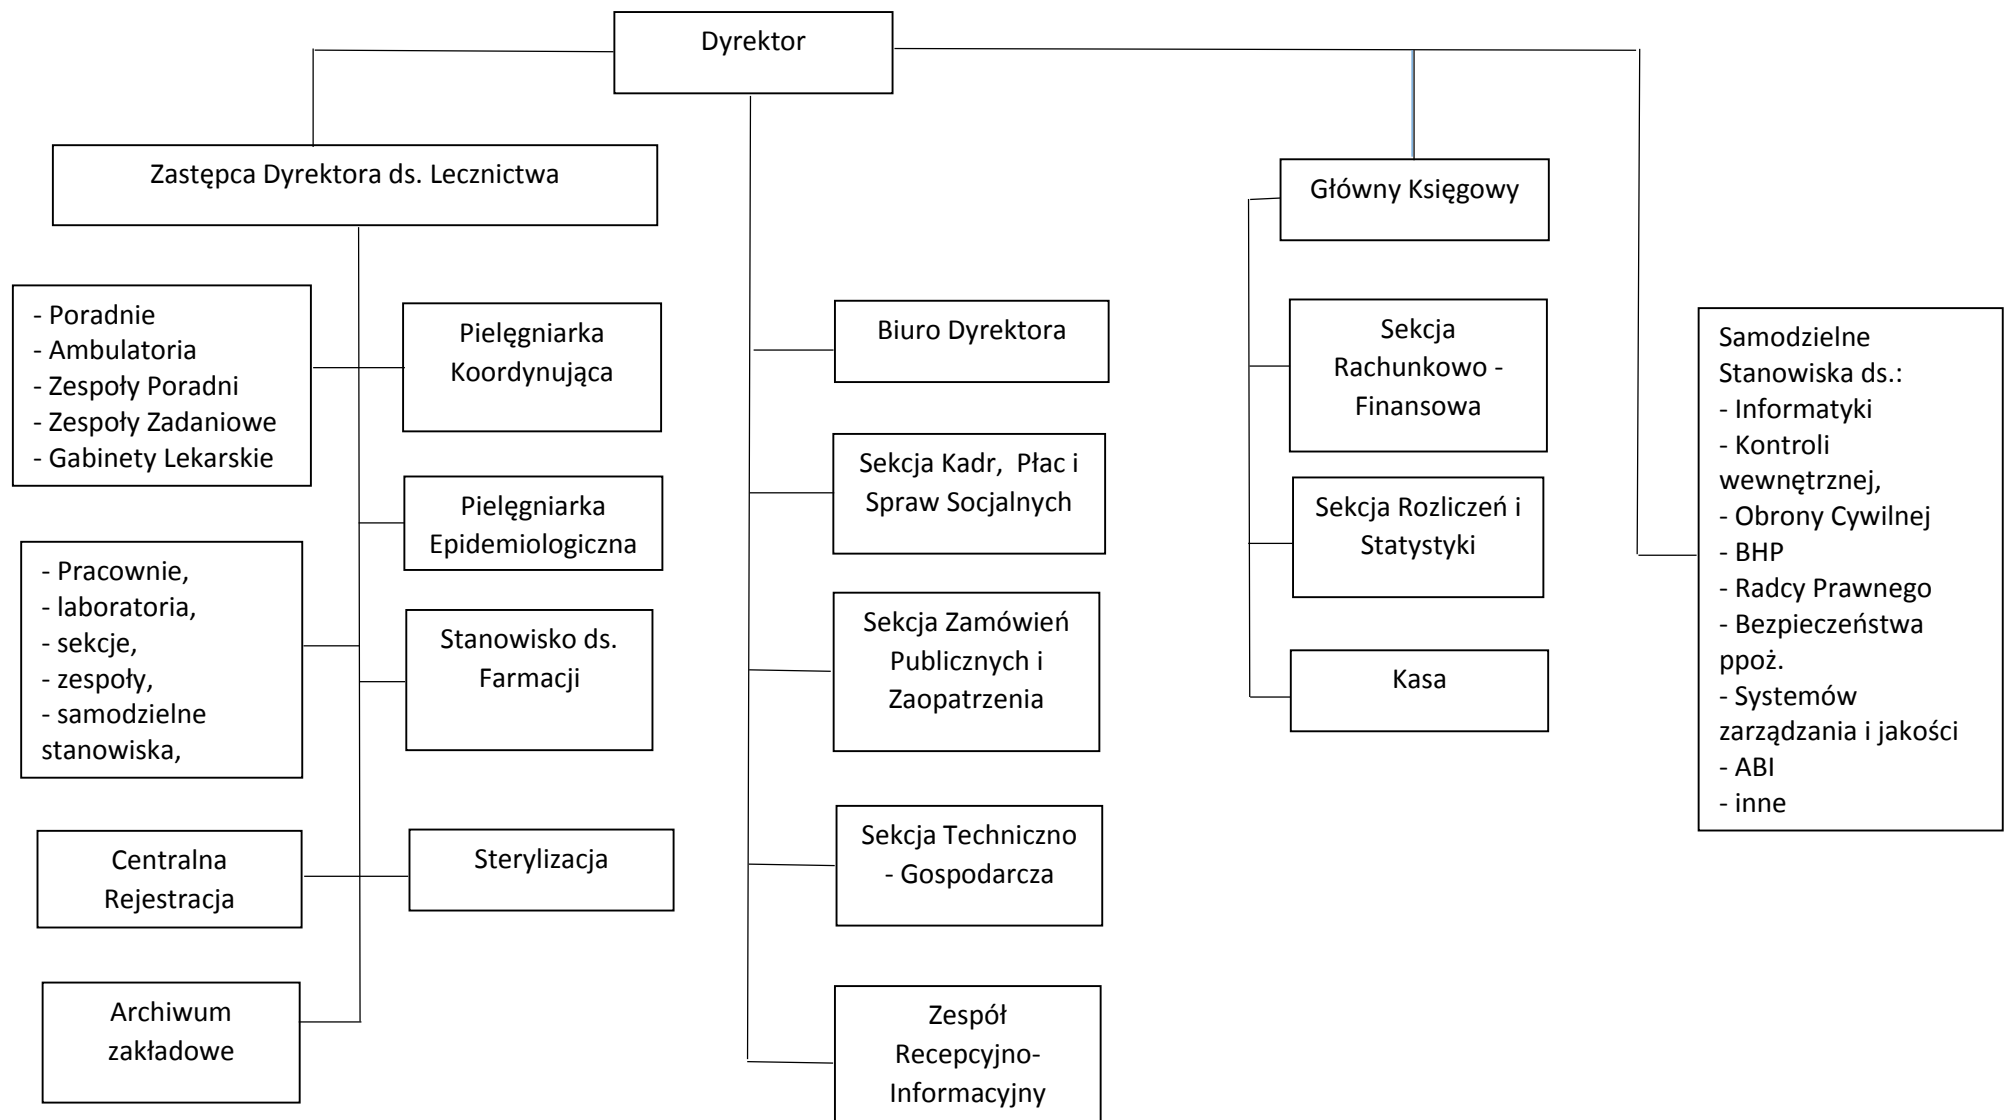 Dyrektor
Zastępca Dyrektora ds. Lecznictwa
Główny Księgowy
- Poradnie
- Ambulatoria
- Zespoły Poradni
- Zespoły Zadaniowe
- Gabinety Lekarskie
Pielęgniarka
Koordynująca
Pielęgniarka
Epidemiologiczna
- Pracownie,
- laboratoria,
- sekcje,
- zespoły,
- samodzielne
stanowiska,
Stanowisko ds.
Farmacji
Centralna
Rejestracja
Sterylizacja
Archiwum
zakładowe
Biuro Dyrektora
Sekcja Kadr,  Płac i
Spraw Socjalnych
Sekcja Zamówień
Publicznych i
Zaopatrzenia
Sekcja Techniczno
- Gospodarcza
Zespół
Recepcyjno-
Informacyjny
Sekcja
Rachunkowo -
Finansowa
Sekcja Rozliczeń i
Statystyki
Kasa
Samodzielne
Stanowiska ds.:
- Informatyki
- Kontroli
wewnętrznej,
- Obrony Cywilnej
- BHP
- Radcy Prawnego
- Bezpieczeństwa
ppoż.
- Systemów
zarządzania i jakości
- ABI
- inne